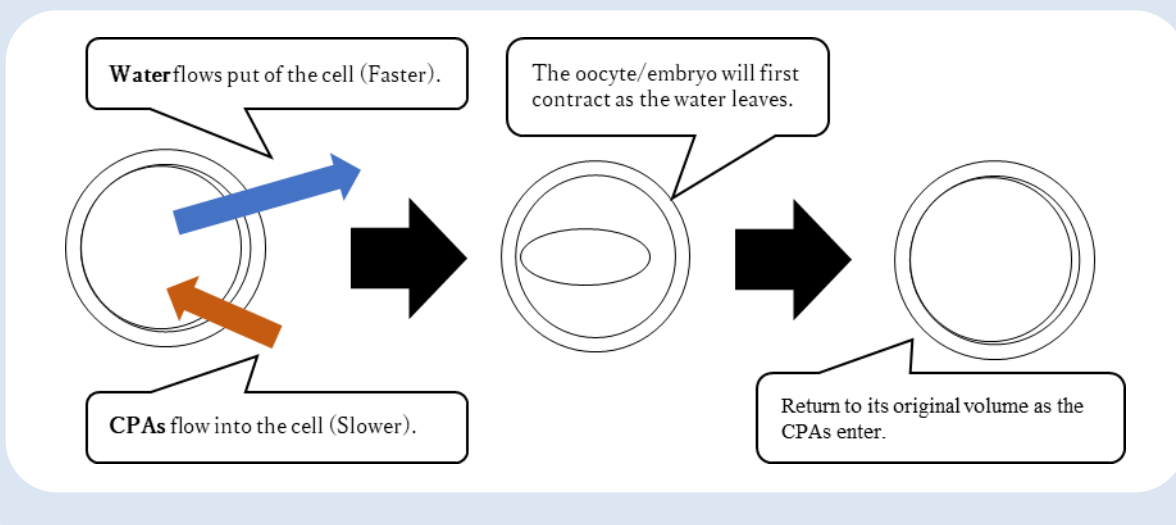 Water flows put of the cell (Faster).
The oocyte/embryo will first
contract as the water leaves.
CPAs flow into the cell (Slower).
Return to its original volume as the
CPAs enter.